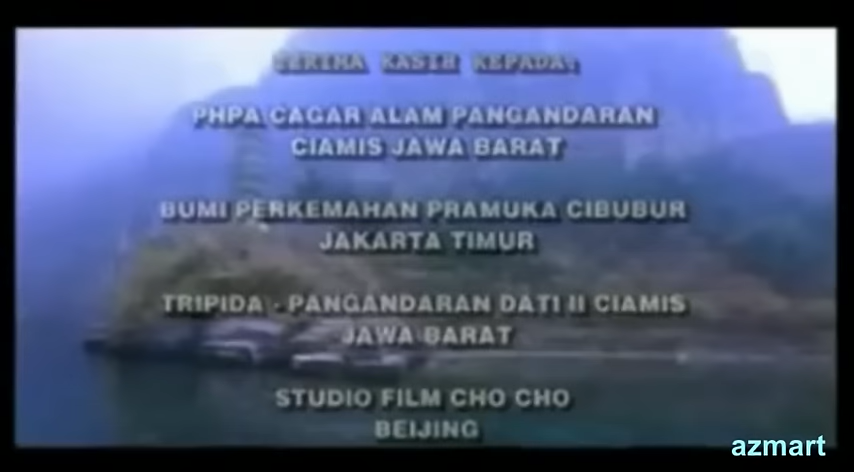 TERIMA KASIH KEPADA:
PHPA CAGAR ALAM PANGANDARAN
CIAMIS JAWA BARAT
BUMI PERKEMAHAN PRAMUKA CIBUBUR
JAKARTA TIMUR
TRIPIDA - PANGANDARAN DATI II CIAMIS
JAWA BARAT
STUDIO FILM CHO CHO
BEIJING
azmart